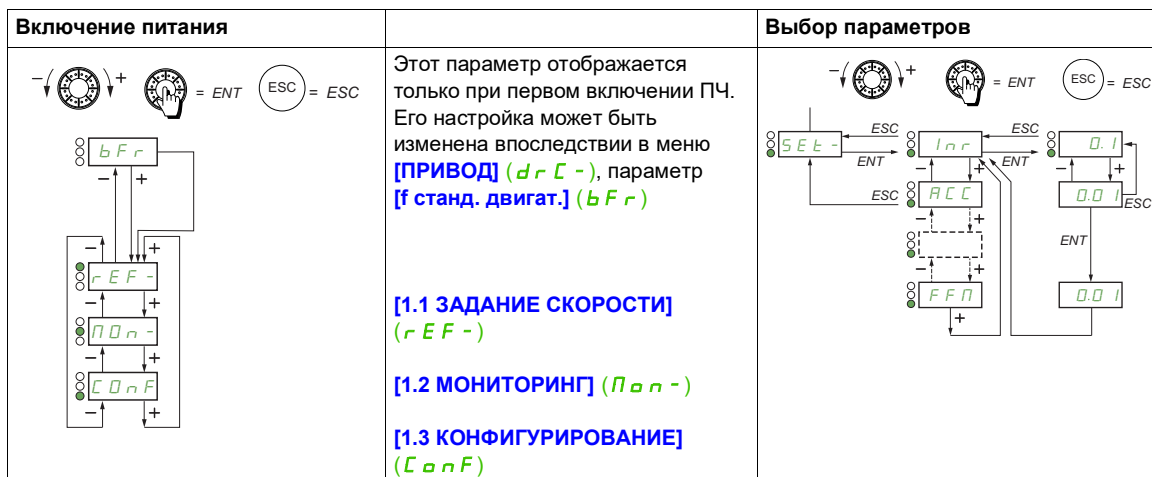 Включение питания
Выбор параметров
− + = ENT ESC = ESC
bFr
− +
− +
rEF-
− +
MOn-
− +
COnF
− +
Этот параметр отображается
только при первом включении ПЧ.
Его настройка может быть
изменена впоследствии в меню
[ПРИВОД] (drC-), параметр
[f станд. двигат.] (bFr)
[1.1 ЗАДАНИЕ СКОРОСТИ]
(rEF-)
[1.2 МОНИТОРИНГ] (Mon-)
[1.3 КОНФИГУРИРОВАНИЕ]
(ConF)
− + = ENT ESC = ESC
ESC ESC
SEt- Inr 0.1
ENT ENT
− + − +
ESC ACC 0.01 ESC
− +
ENT
− +
FFM 0.01
+